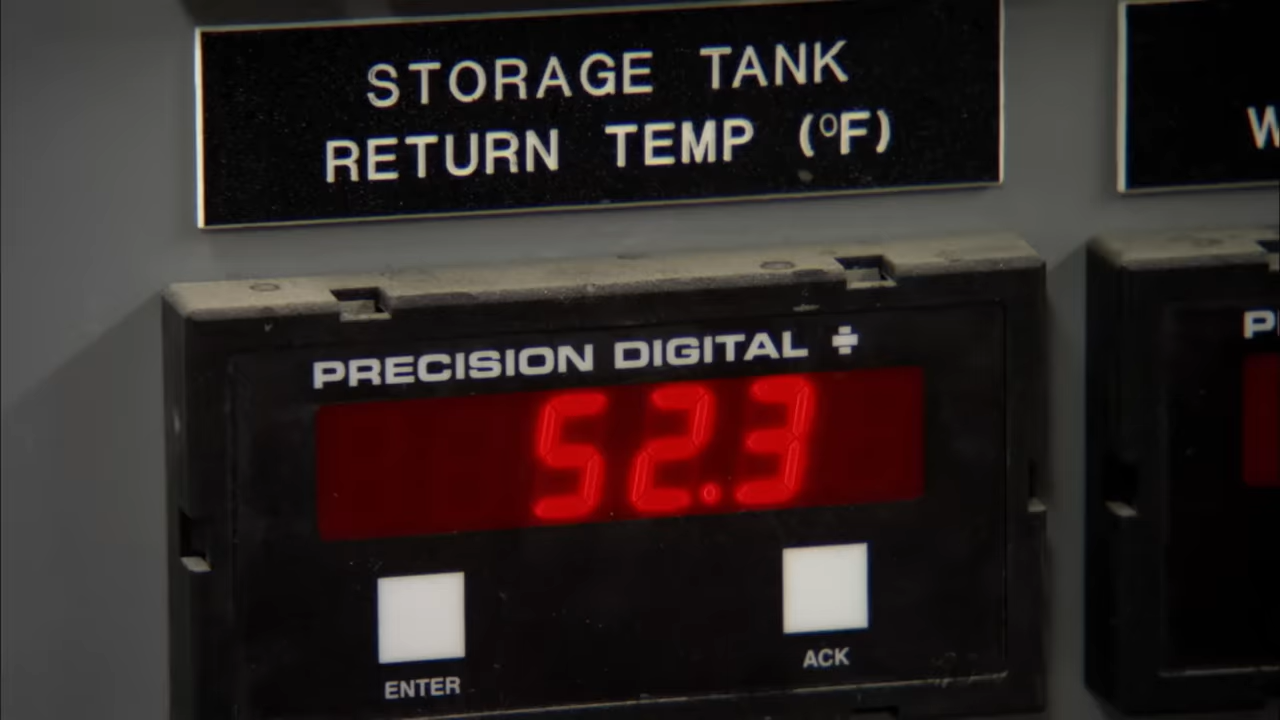 STORAGE TANK
RETURN TEMP (°F)
PRECISION DIGITAL
52.3
ENTER
ACK